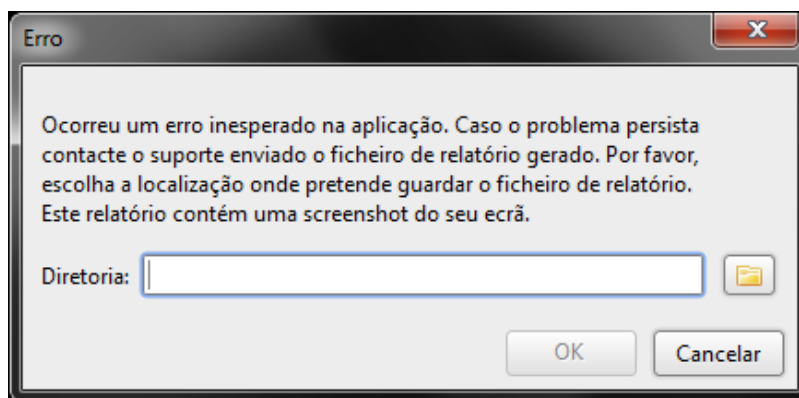 Erro
Ocorreu um erro inesperado na aplicação. Caso o problema persista
contacte o suporte enviado o ficheiro de relatório gerado. Por favor,
escolha a localização onde pretende guardar o ficheiro de relatório.
Este relatório contém uma screenshot do seu ecrã.
Diretoria:
OK
Cancelar